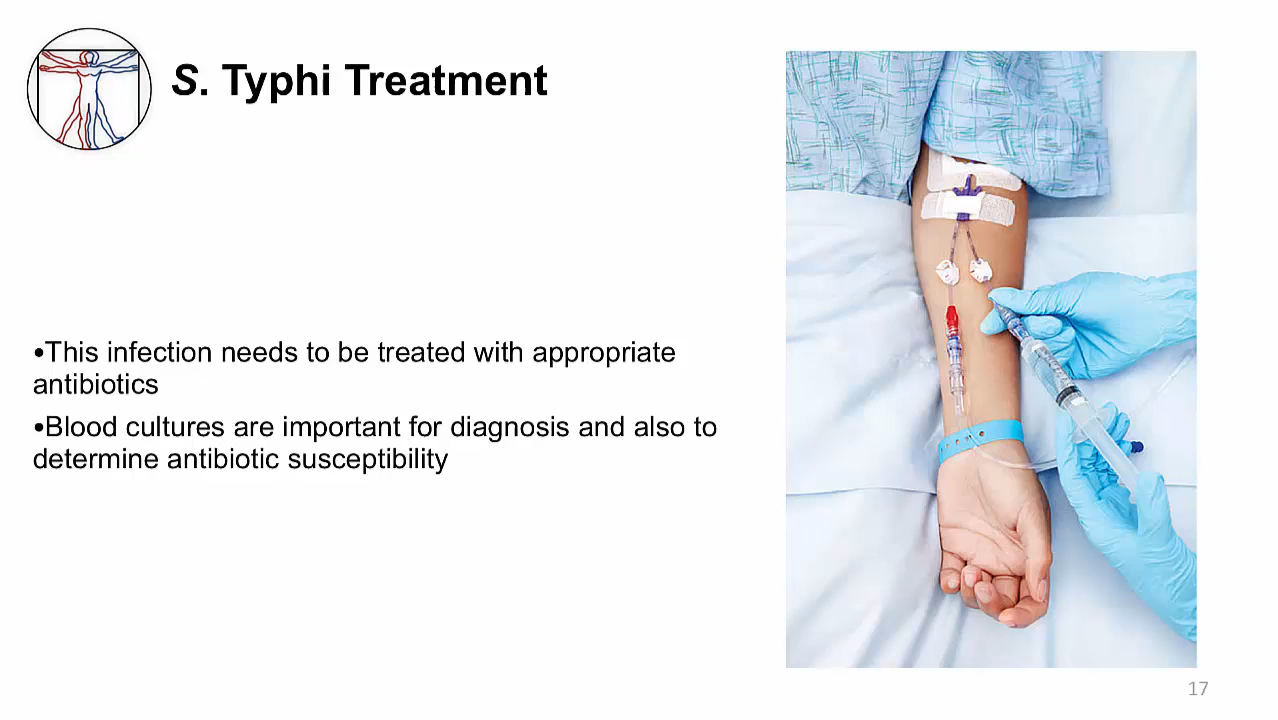 S. Typhi Treatment
•This infection needs to be treated with appropriate
antibiotics
•Blood cultures are important for diagnosis and also to
determine antibiotic susceptibility
17